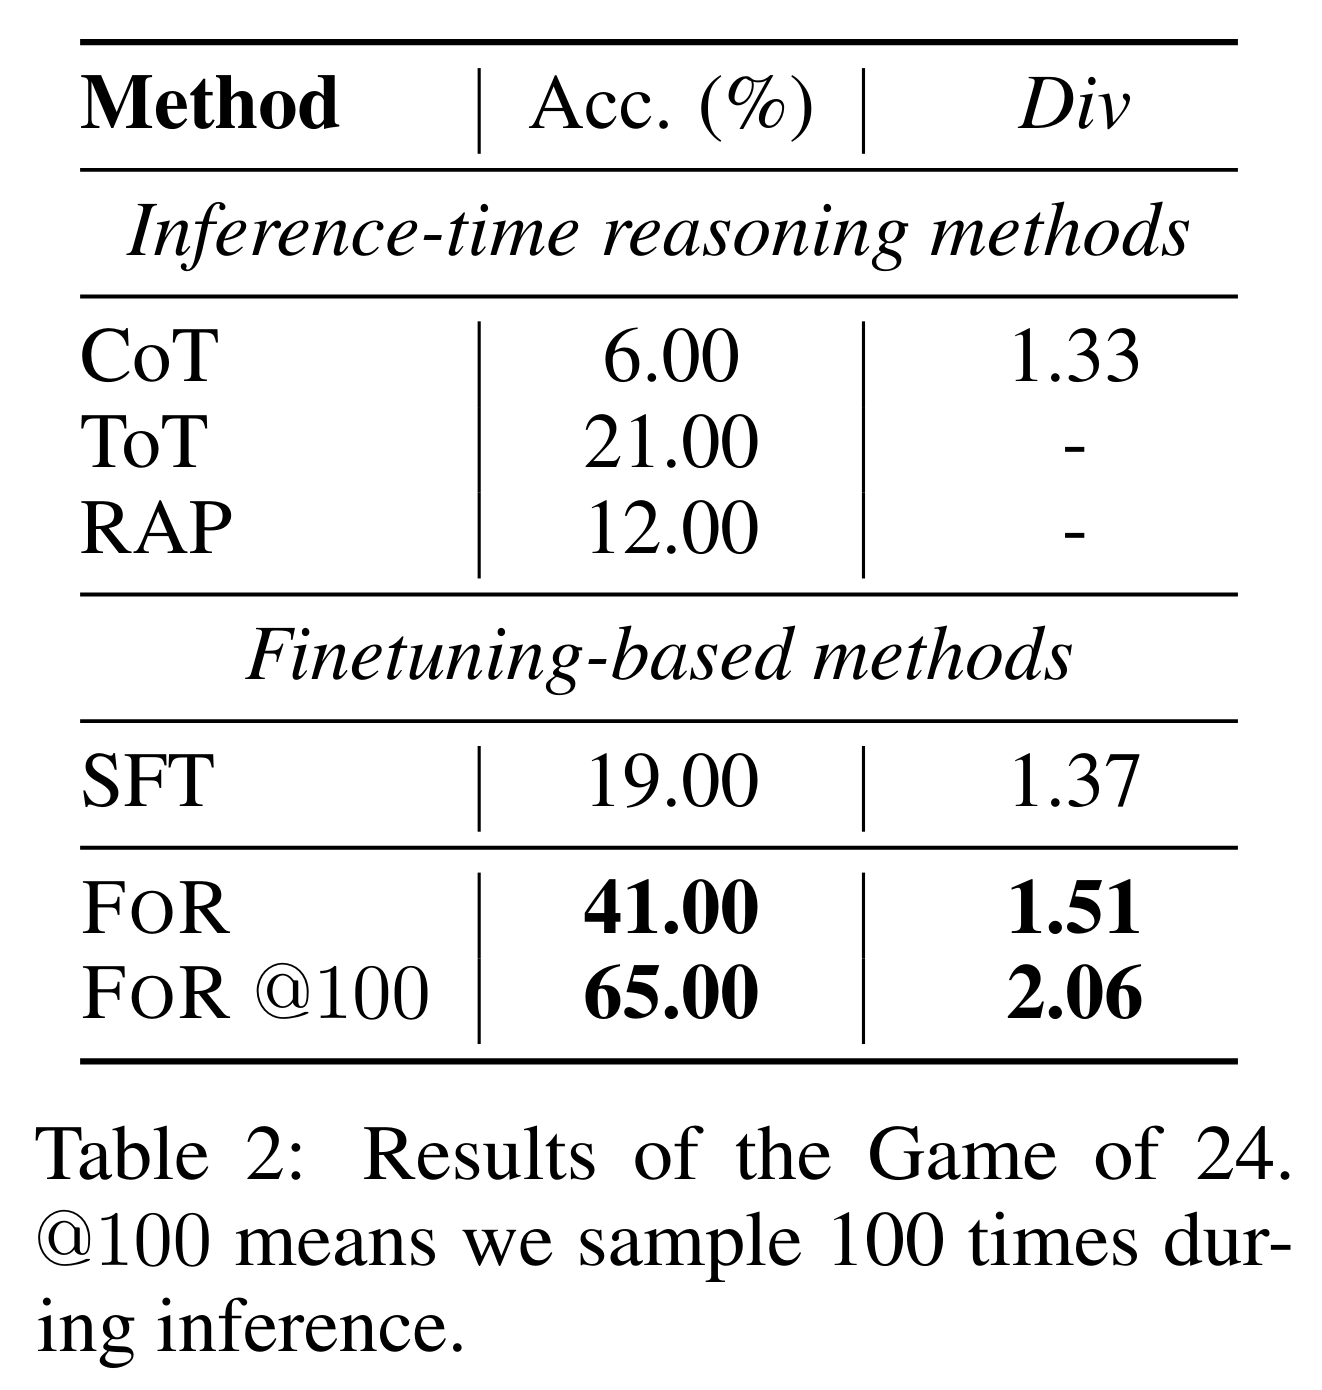 Method Acc. (%) Div
Inference-time reasoning methods
CoT 6.00 1.33
ToT 21.00 -
RAP 12.00 -
Finetuning-based methods
SFT 19.00 1.37
FOR 41.00 1.51
FOR @100 65.00 2.06
Table 2: Results of the Game of 24.
@100 means we sample 100 times dur-
ing inference.